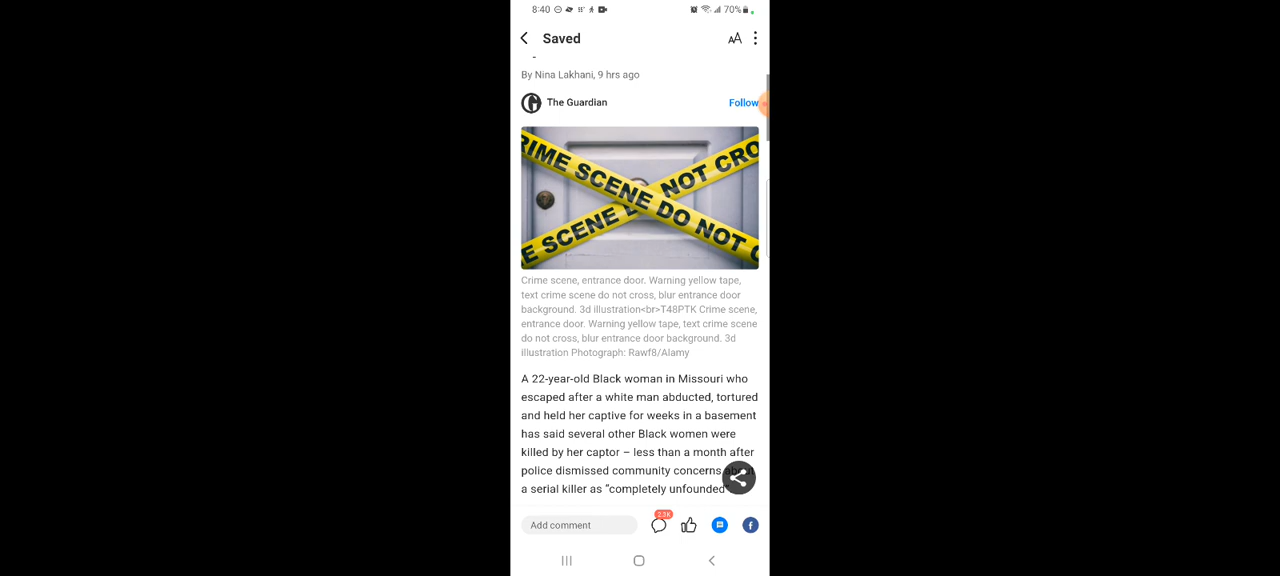 8:40 70%
Saved AA
By Nina Lakhani, 9 hrs ago
The Guardian Follow
RIME SCENE NOT CRO
E SCENE DO NOT C
Crime scene, entrance door. Warning yellow tape,
text crime scene do not cross, blur entrance door
background. 3d illustration<br>T48PTK Crime scene,
entrance door. Warning yellow tape, text crime scene
do not cross, blur entrance door background. 3d
illustration Photograph: Rawf8/Alamy
A 22-year-old Black woman in Missouri who
escaped after a white man abducted, tortured
and held her captive for weeks in a basement
has said several other Black women were
killed by her captor – less than a month after
police dismissed community concerns about
a serial killer as “completely unfounded”
2.3K
Add comment